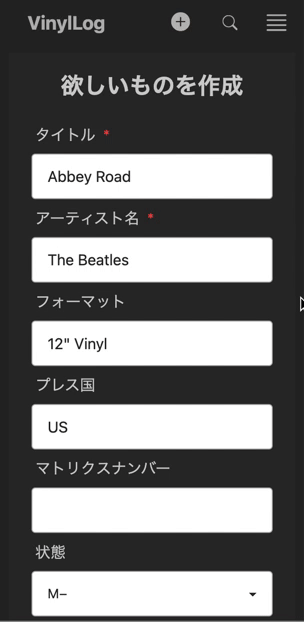 VinylLog
欲しいものを作成
タイトル *
Abbey Road
アーティスト名 *
The Beatles
フォーマット
12" Vinyl
プレス国
US
マトリクスナンバー
状態
M−